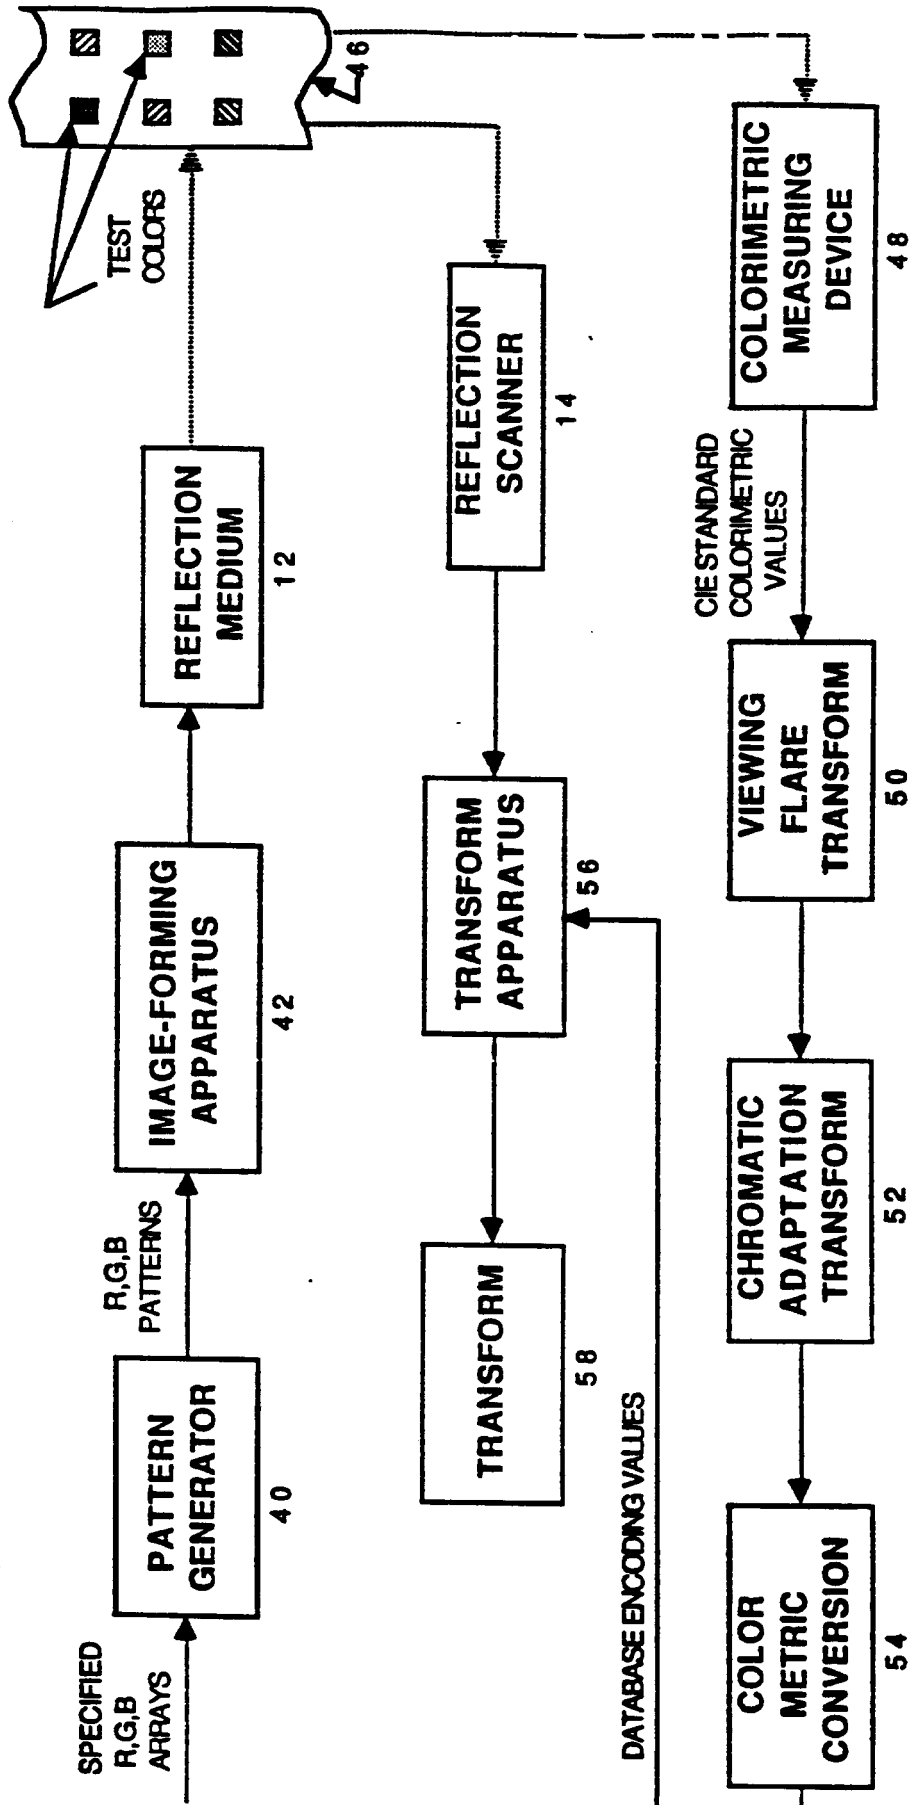 SPECIFIED
R,G,B
ARRAYS
PATTERN
GENERATOR
40
R,G,B
PATTERNS
IMAGE-FORMING
APPARATUS
42
REFLECTION
MEDIUM
12
TEST
COLORS
46
TRANSFORM
58
TRANSFORM
APPARATUS
56
REFLECTION
SCANNER
14
DATABASE ENCODING VALUES
COLOR
METRIC
CONVERSION
54
CHROMATIC
ADAPTATION
TRANSFORM
52
VIEWING
FLARE
TRANSFORM
50
CIE STANDARD
COLORIMETRIC
VALUES
COLORIMETRIC
MEASURING
DEVICE
48